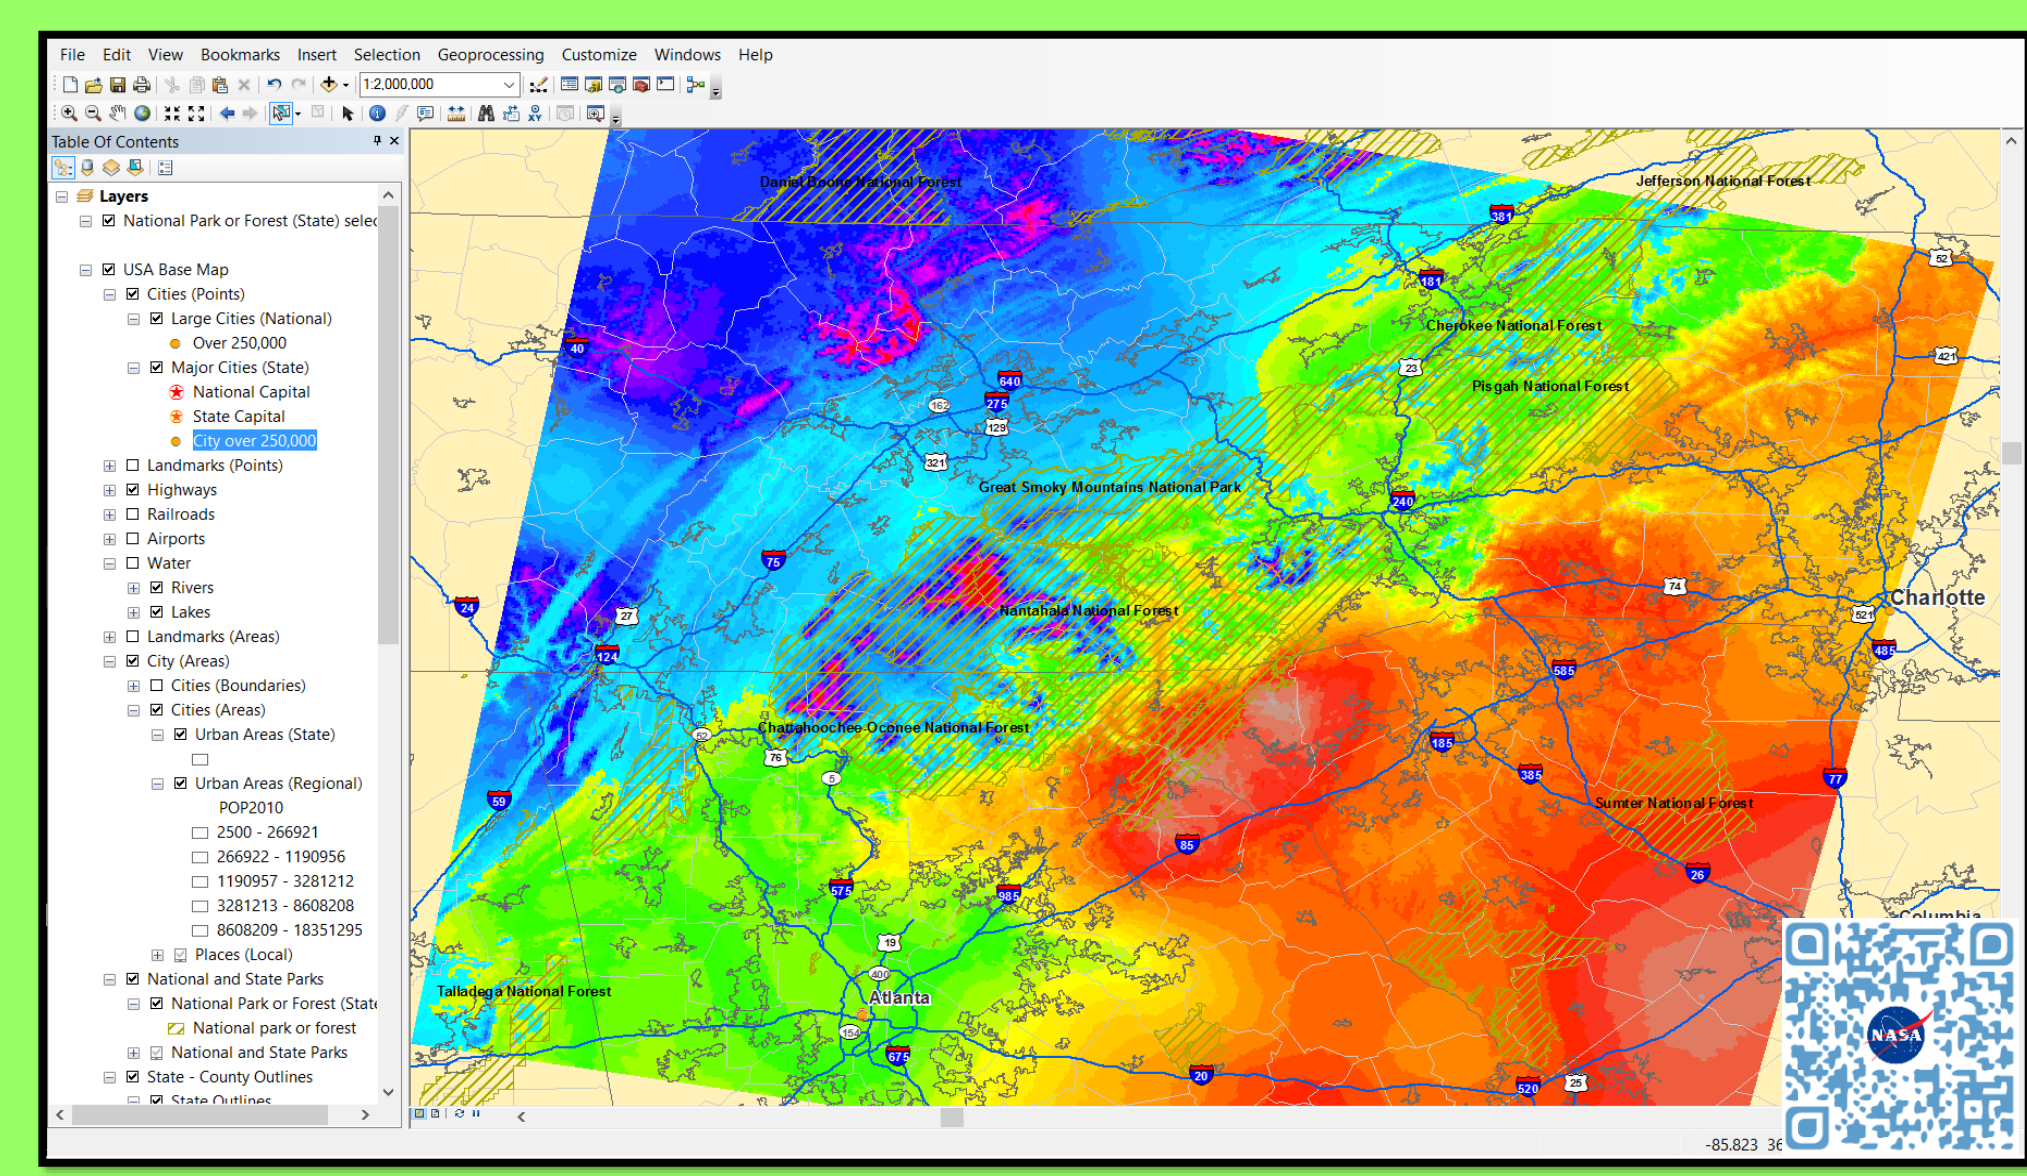 File Edit View Bookmarks Insert Selection Geoprocessing Customize Windows Help
1:2,000,000
Table Of Contents
Layers
National Park or Forest (State) selec
USA Base Map
Cities (Points)
Large Cities (National)
Over 250,000
Major Cities (State)
National Capital
State Capital
City over 250,000
Landmarks (Points)
Highways
Railroads
Airports
Water
Rivers
Lakes
Landmarks (Areas)
City (Areas)
Cities (Boundaries)
Cities (Areas)
Urban Areas (State)
Urban Areas (Regional)
POP2010
2500 - 266921
266922 - 1190956
1190957 - 3281212
3281213 - 8608208
8608209 - 18351295
Places (Local)
National and State Parks
National Park or Forest (State
National park or forest
National and State Parks
State - County Outlines
State Outlines
Daniel Boone National Forest
Jefferson National Forest
381
52
181
Cherokee National Forest
40
421
23
640
Pisgah National Forest
162
275
129
321
Great Smoky Mountains National Park
240
75
74
24
Charlotte
27
Nantahala National Forest
521
124
485
585
Chattahoochee-Oconee National Forest
52
185
76
5
385
77
59
Sumter National Forest
85
26
575
985
Columbia
19
400
Talladega National Forest
Atlanta
154
675
20
520
25
NASA
-85.823 36